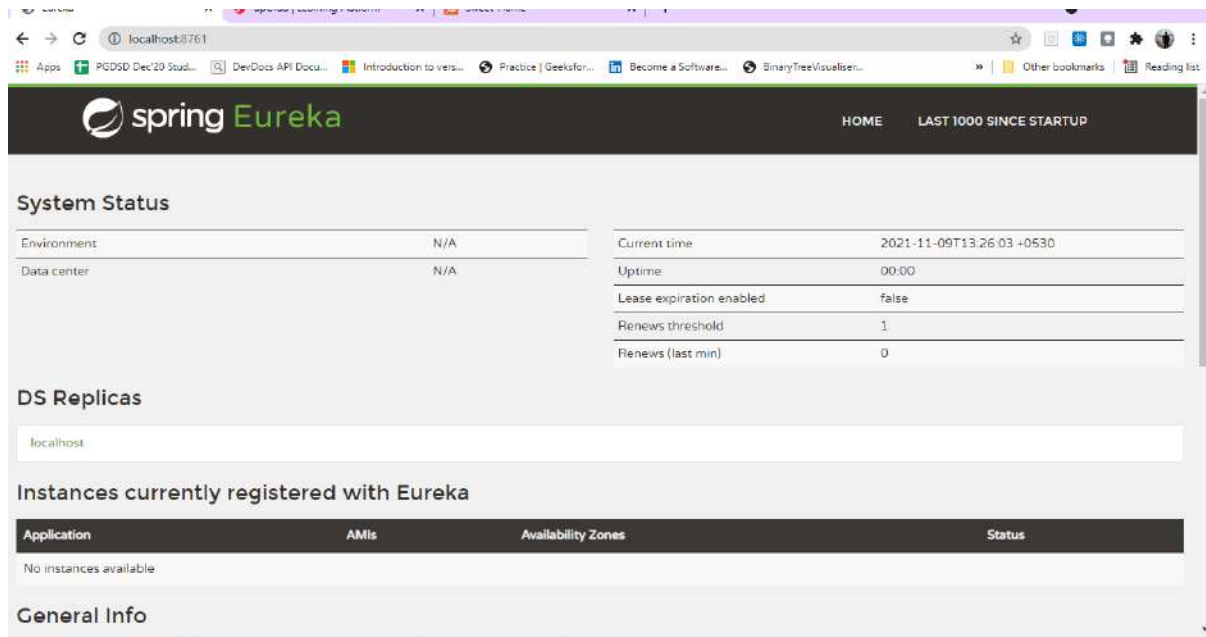 localhost:8761
Apps PGDSD Dec'20 Stud... DevDocs API Docu... Introduction to vers... Practice | Geeksfor... Become a Software... BinaryTreeVisualiser... » Other bookmarks Reading list
spring Eureka HOME LAST 1000 SINCE STARTUP
System Status
Environment N/A Current time 2021-11-09T13:26:03 +0530
Data center N/A Uptime 00:00
Lease expiration enabled false
Renews threshold 1
Renews (last min) 0
DS Replicas
localhost
Instances currently registered with Eureka
Application AMIs Availability Zones Status
No instances available
General Info